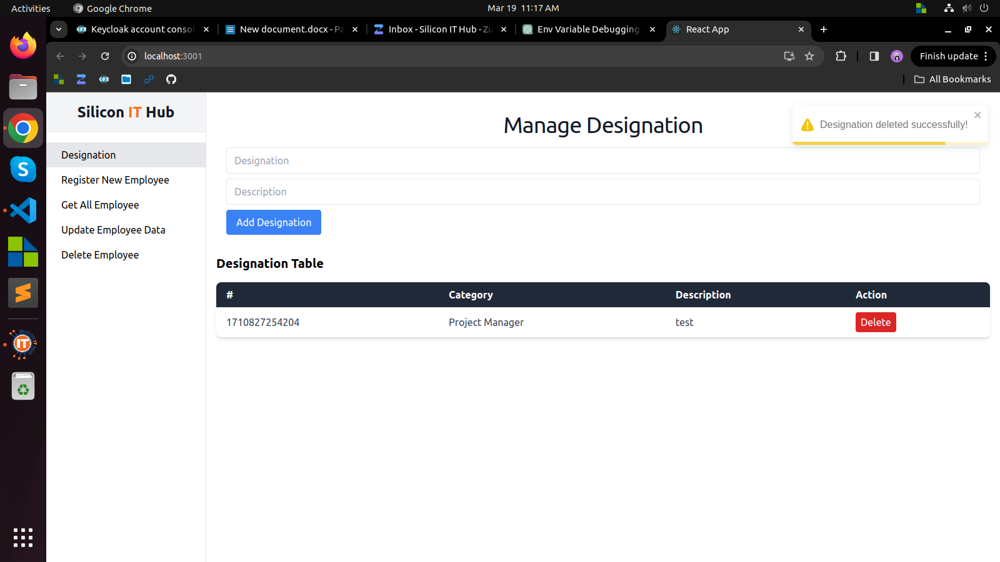 Activities
Google Chrome
Mar 19 11:17 AM
Keycloak account consol
New document.docx - Pa
Inbox - Silicon IT Hub - Zu
Env Variable Debugging
React App
localhost:3001
Finish update
All Bookmarks
Silicon IT Hub
Designation
Register New Employee
Get All Employee
Update Employee Data
Delete Employee
Manage Designation
Designation deleted successfully!
Designation
Description
Add Designation
Designation Table
# Category Description Action
1710827254204 Project Manager test Delete